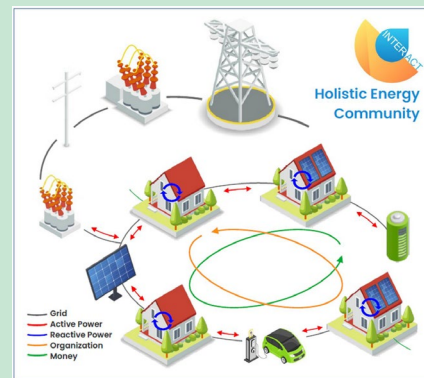 INTERACT
Holistic Energy
Community
Grid
Active Power
Reactive Power
Organization
Money